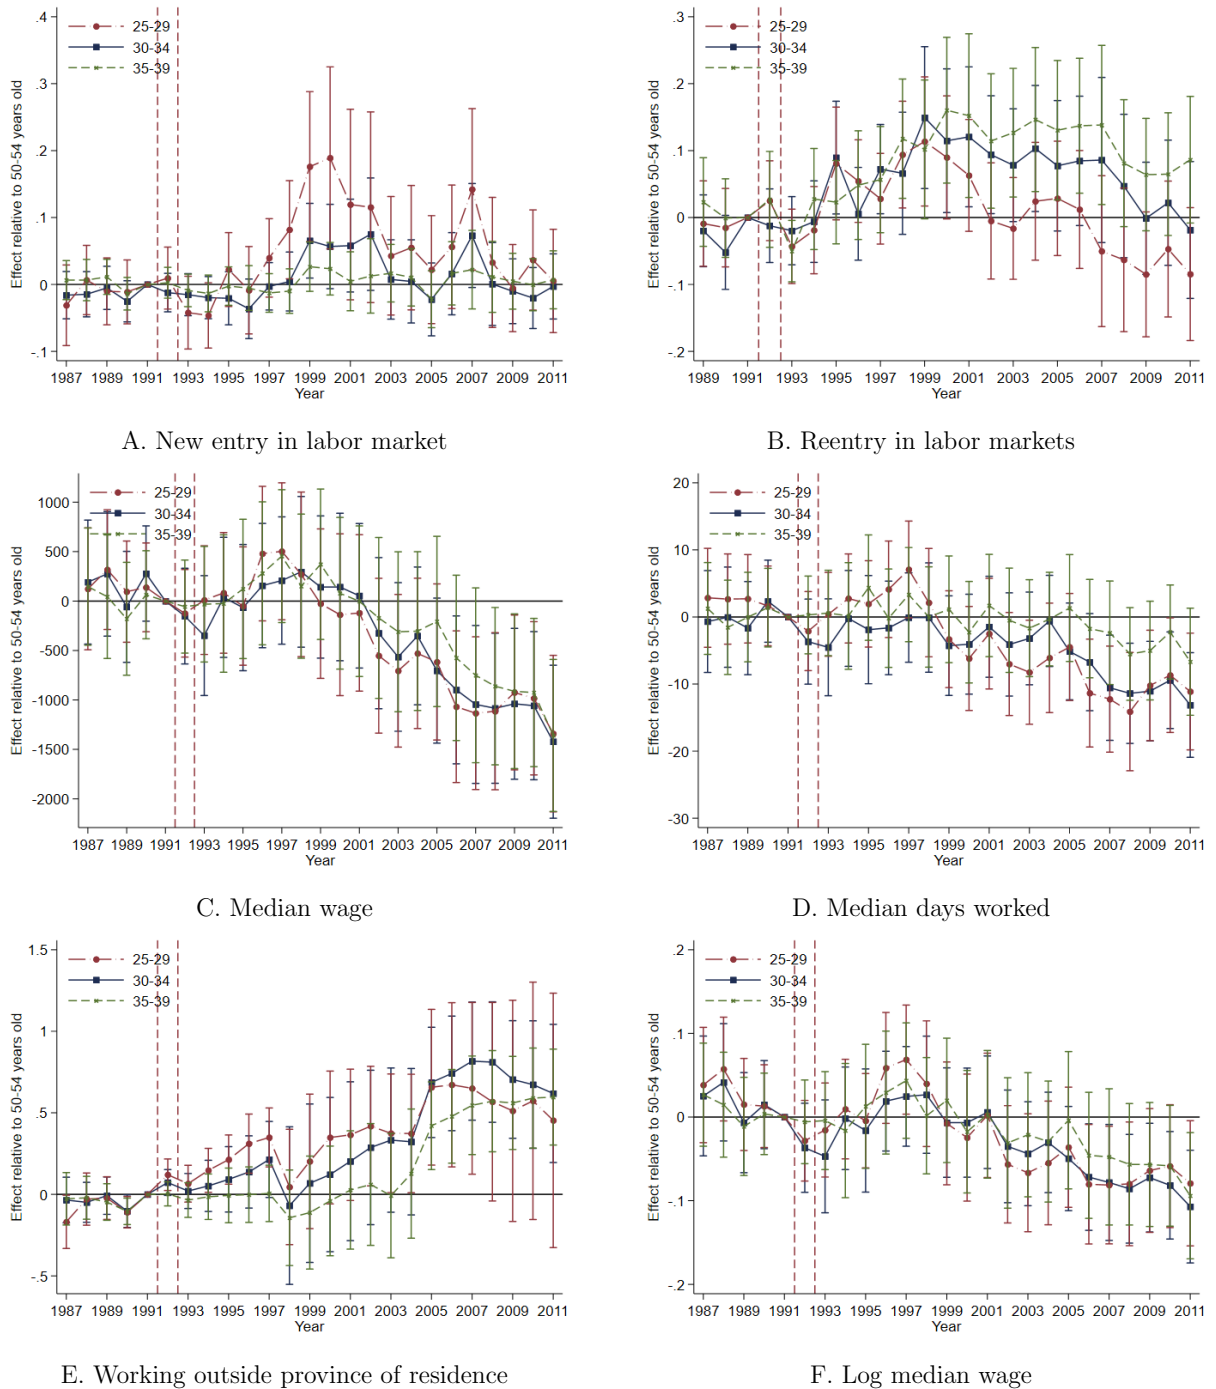 .4
.3
.2
.1
0
-.1
Effect relative to 50-54 years old
25-29
30-34
35-39
1987 1989 1991 1993 1995 1997 1999 2001 2003 2005 2007 2009 2011
Year
A. New entry in labor market
.3
.2
.1
0
-.1
-.2
Effect relative to 50-54 years old
25-29
30-34
35-39
1989 1991 1993 1995 1997 1999 2001 2003 2005 2007 2009 2011
Year
B. Reentry in labor markets
1000
500
0
-500
-1000
-1500
-2000
Effect relative to 50-54 years old
25-29
30-34
35-39
1987 1989 1991 1993 1995 1997 1999 2001 2003 2005 2007 2009 2011
Year
C. Median wage
20
10
0
-10
-20
-30
Effect relative to 50-54 years old
25-29
30-34
35-39
1987 1989 1991 1993 1995 1997 1999 2001 2003 2005 2007 2009 2011
Year
D. Median days worked
1.5
1
.5
0
-.5
Effect relative to 50-54 years old
25-29
30-34
35-39
1987 1989 1991 1993 1995 1997 1999 2001 2003 2005 2007 2009 2011
Year
E. Working outside province of residence
.2
.1
0
-.1
-.2
Effect relative to 50-54 years old
25-29
30-34
35-39
1987 1989 1991 1993 1995 1997 1999 2001 2003 2005 2007 2009 2011
Year
F. Log median wage